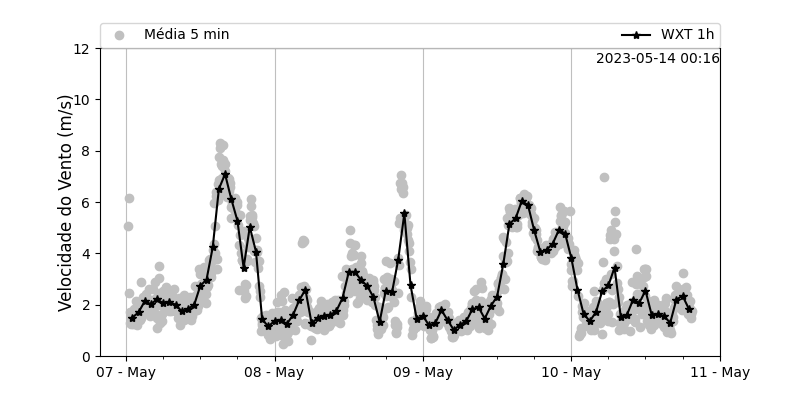 Média 5 min
WXT 1h
2023-05-14 00:16
Velocidade do Vento (m/s)
12
10
8
6
4
2
0
07 - May
08 - May
09 - May
10 - May
11 - May